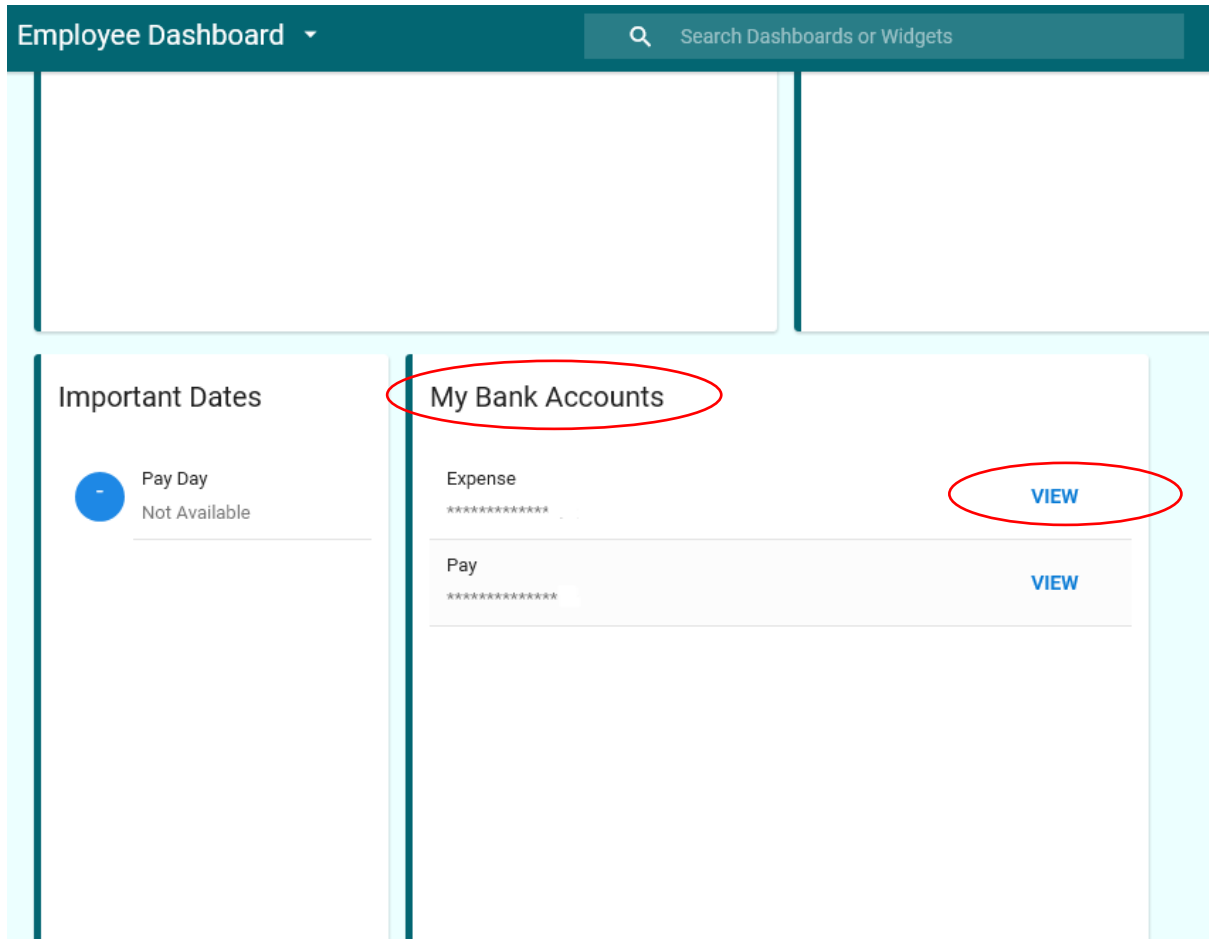 Employee Dashboard
Search Dashboards or Widgets
Important Dates
-
Pay Day
Not Available
My Bank Accounts
Expense
*************
VIEW
Pay
**************
VIEW